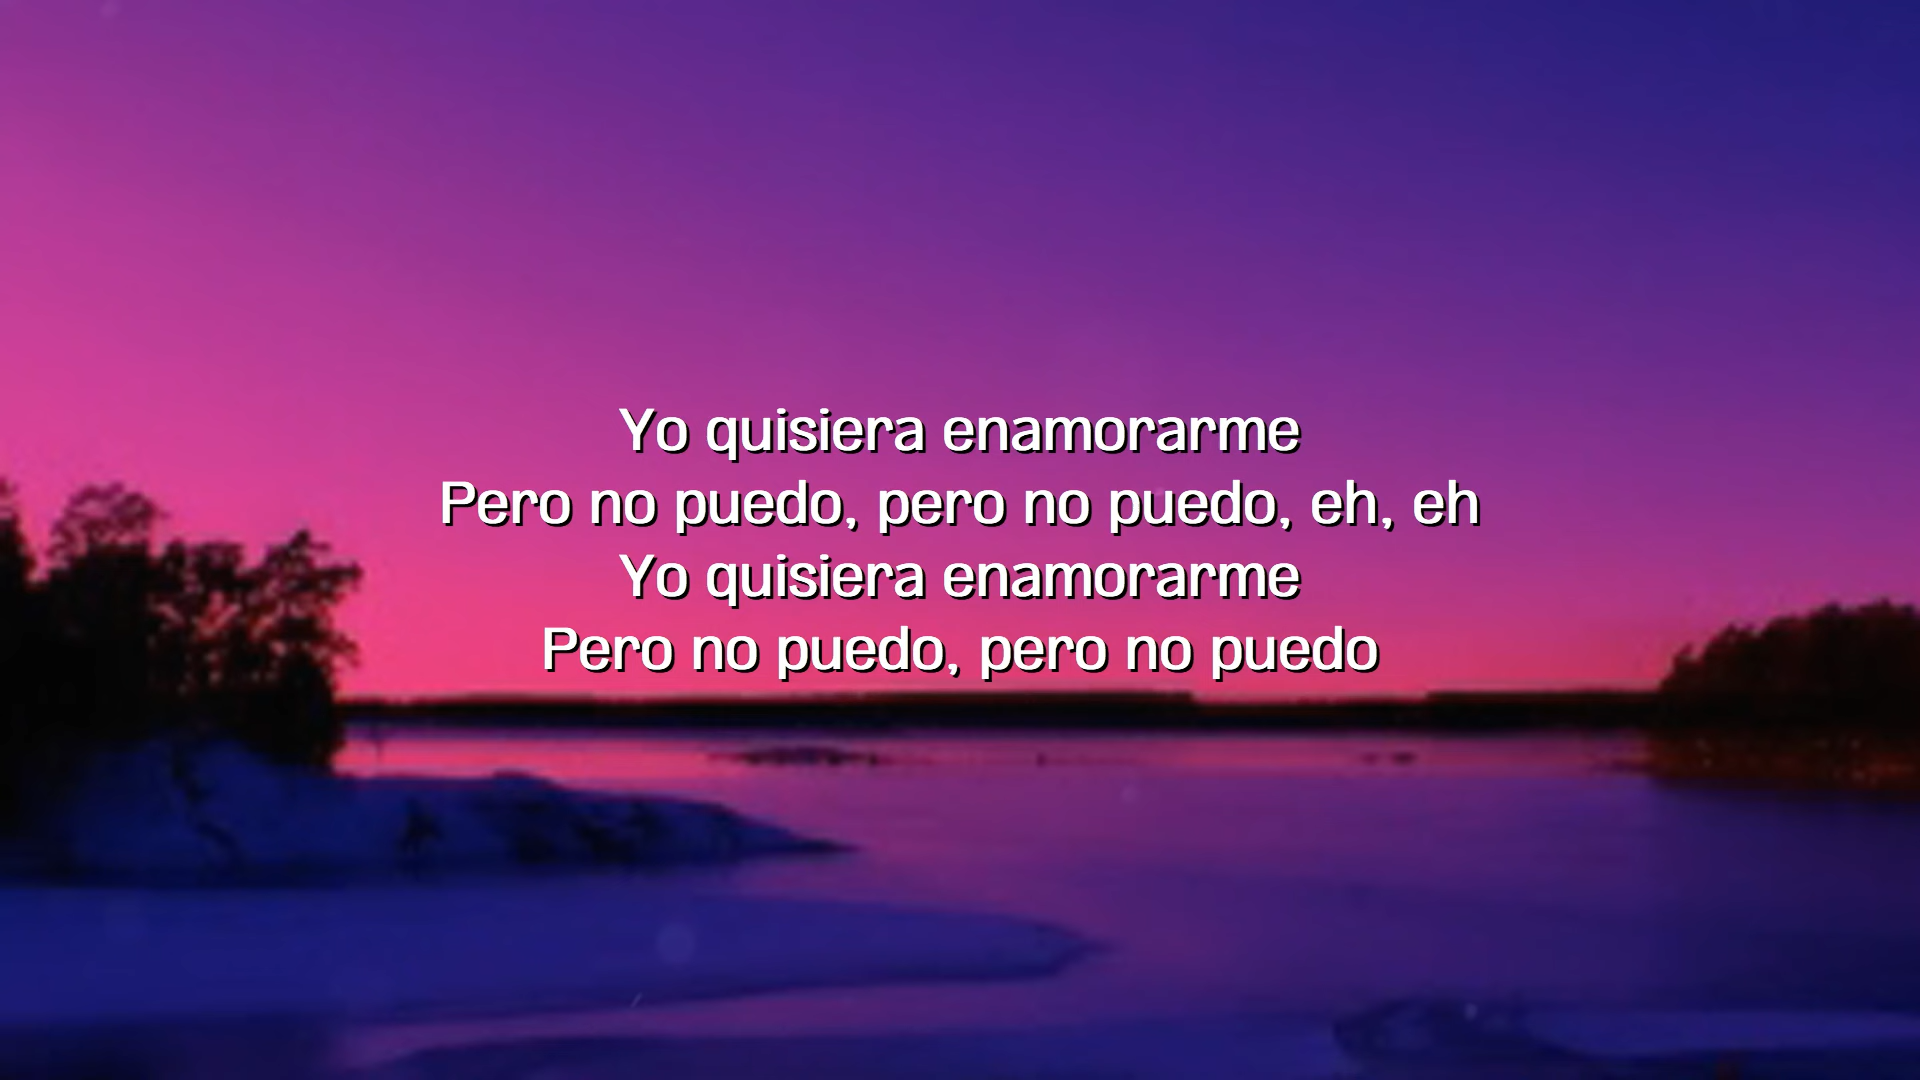 Yo quisiera enamorarme
Pero no puedo, pero no puedo, eh, eh
Yo quisiera enamorarme
Pero no puedo, pero no puedo